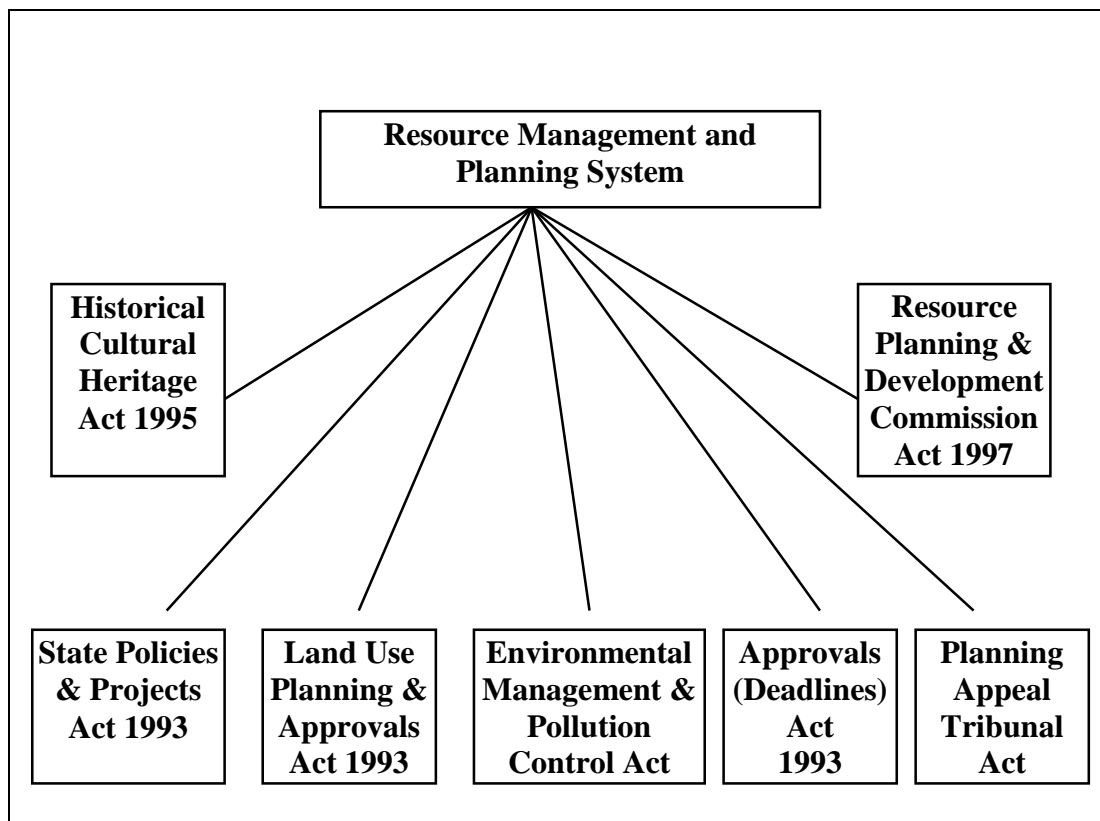 Resource Management and
Planning System
Historical
Cultural
Heritage
Act 1995
Resource
Planning &
Development
Commission
Act 1997
State Policies
& Projects
Act 1993
Land Use
Planning &
Approvals
Act 1993
Environmental
Management &
Pollution
Control Act
Approvals
(Deadlines)
Act
1993
Planning
Appeal
Tribunal
Act